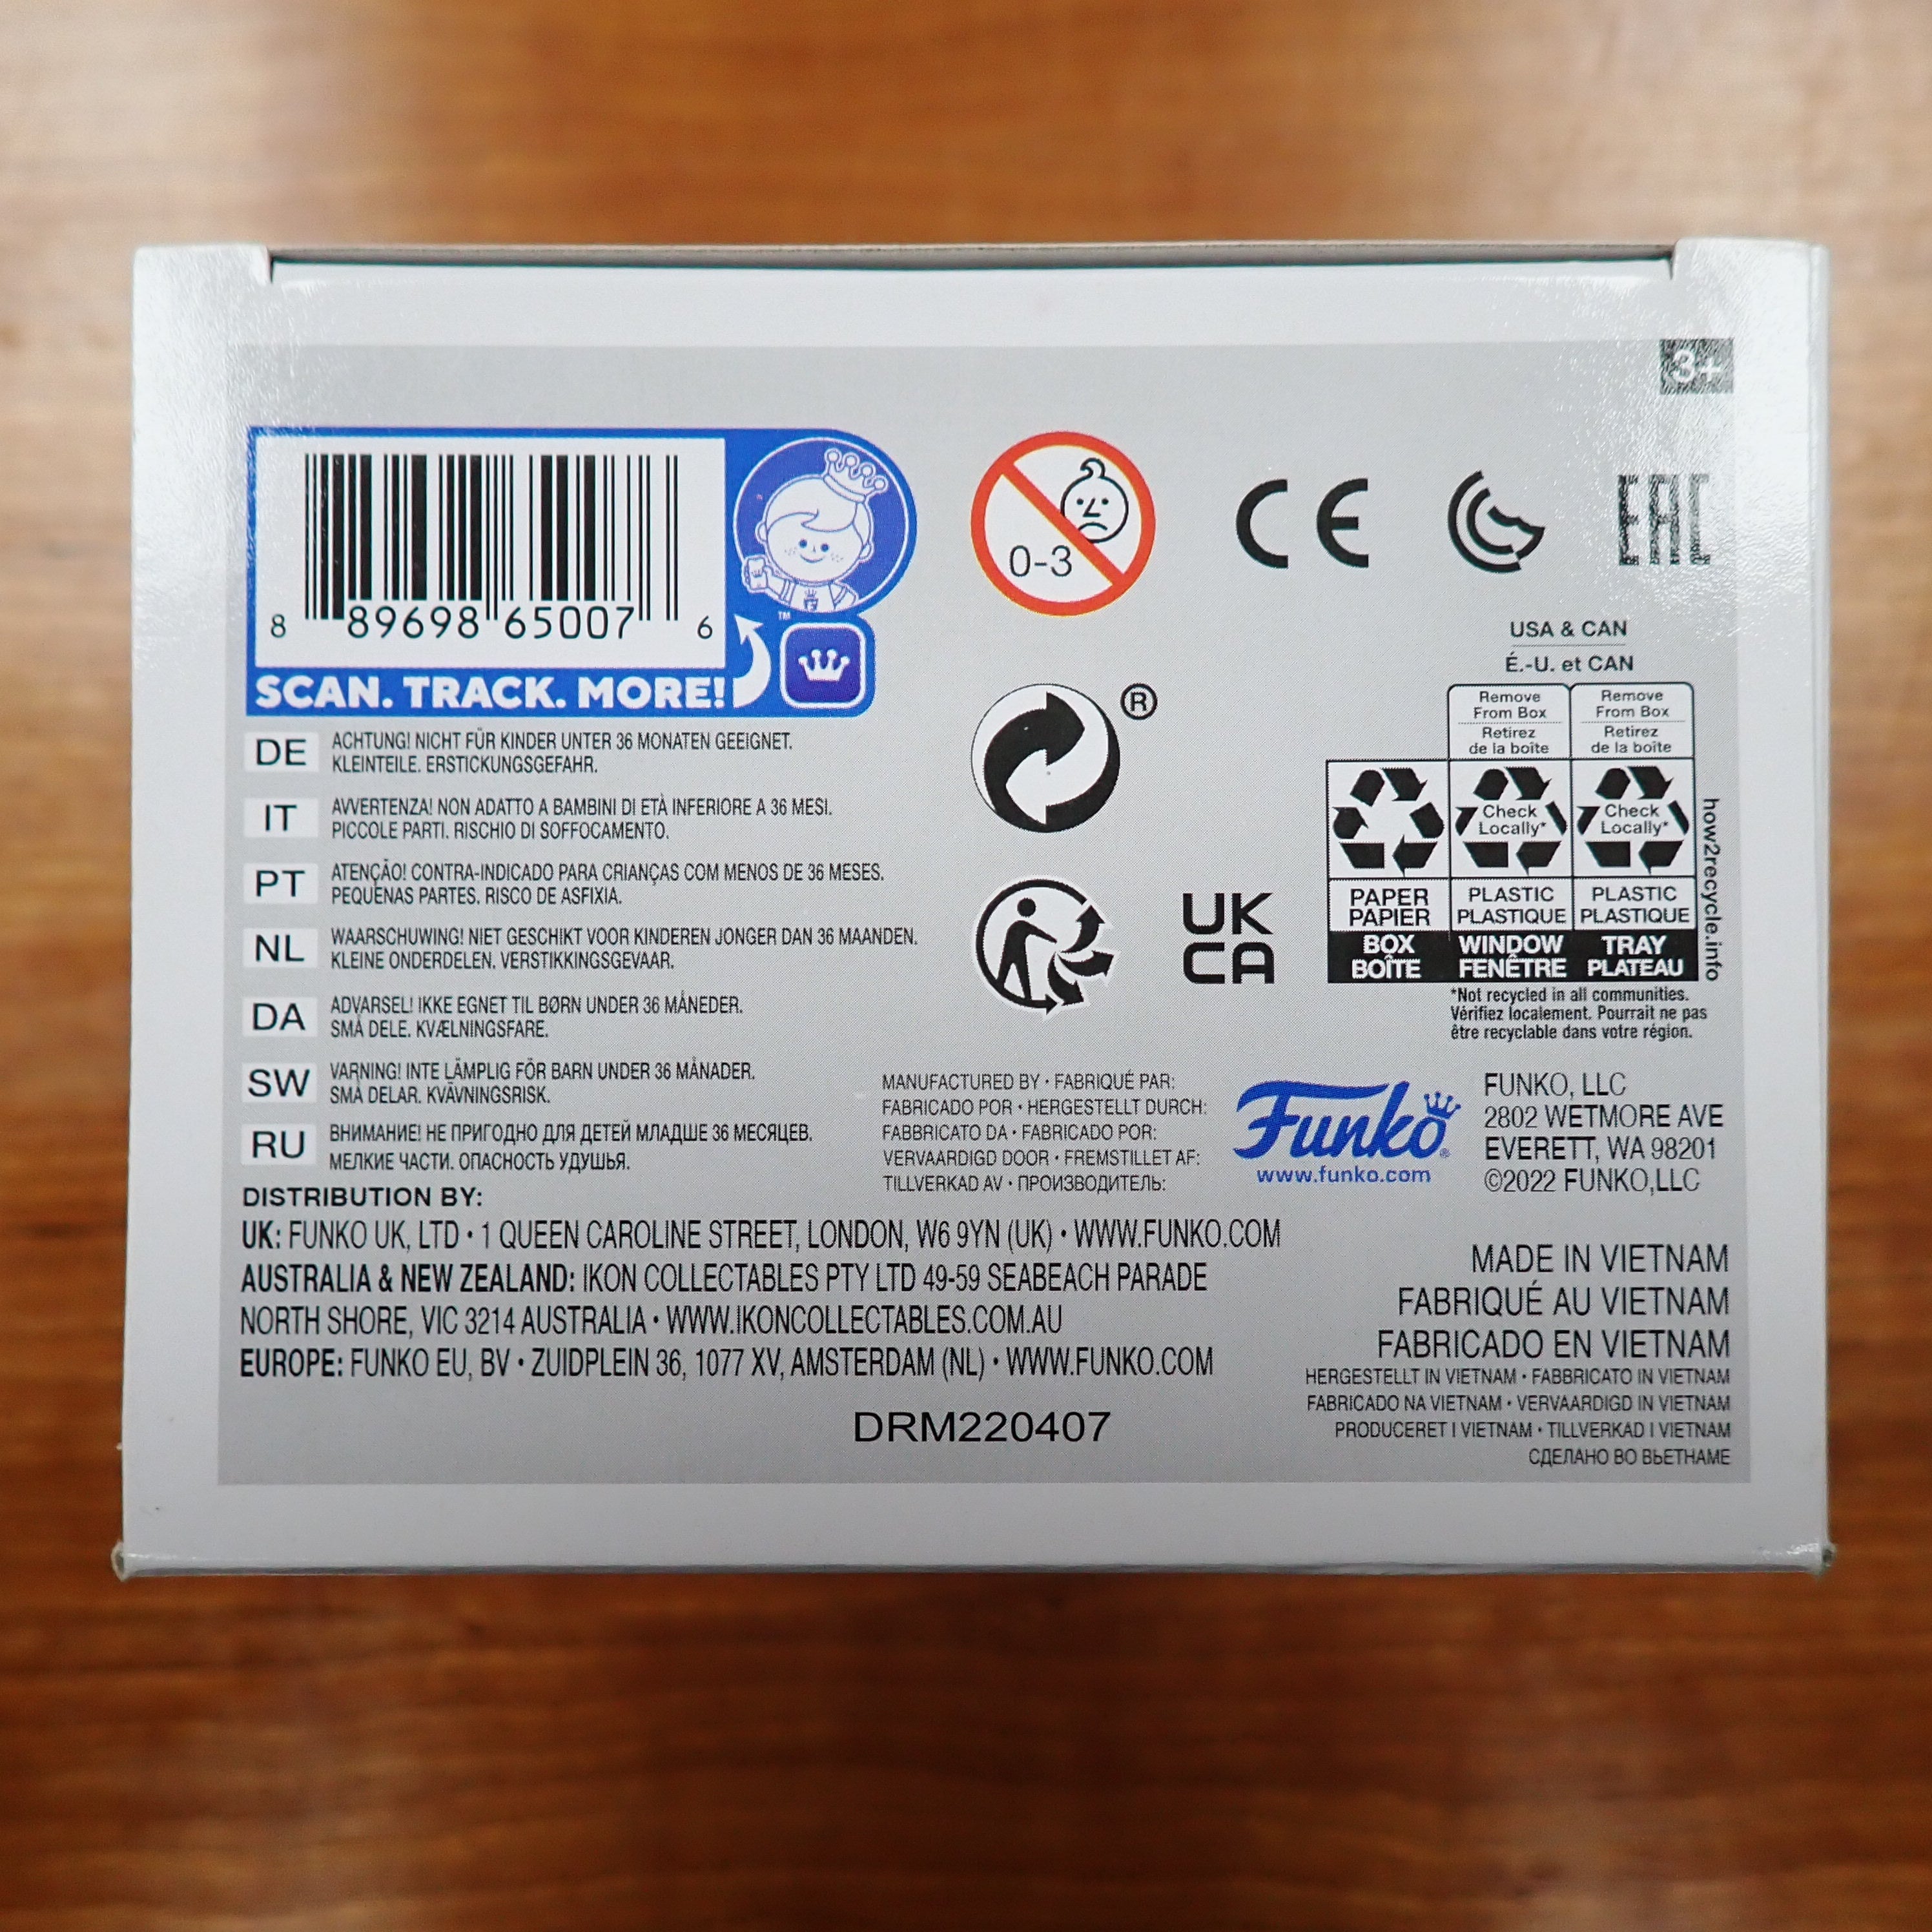 3+
8 89698 65007 6
™
SCAN. TRACK. MORE!
0-3
CE
EAC
®
UK
CA
USA & CAN
É.-U. et CAN
Remove
From Box
Retirez
de la boîte
Remove
From Box
Retirez
de la boîte
Check
Locally*
Check
Locally*
PAPER
PAPIER
PLASTIC
PLASTIQUE
PLASTIC
PLASTIQUE
BOX
BOÎTE
WINDOW
FENÊTRE
TRAY
PLATEAU
how2recycle.info
*Not recycled in all communities.
Vérifiez localement. Pourrait ne pas
être recyclable dans votre région.
DE ACHTUNG! NICHT FÜR KINDER UNTER 36 MONATEN GEEIGNET.
KLEINTEILE. ERSTICKUNGSGEFAHR.
IT AVVERTENZA! NON ADATTO A BAMBINI DI ETÀ INFERIORE A 36 MESI.
PICCOLE PARTI. RISCHIO DI SOFFOCAMENTO.
PT ATENÇÃO! CONTRA-INDICADO PARA CRIANÇAS COM MENOS DE 36 MESES.
PEQUENAS PARTES. RISCO DE ASFIXIA.
NL WAARSCHUWING! NIET GESCHIKT VOOR KINDEREN JONGER DAN 36 MAANDEN.
KLEINE ONDERDELEN. VERSTIKKINGSGEVAAR.
DA ADVARSEL! IKKE EGNET TIL BØRN UNDER 36 MÅNEDER.
SMÅ DELE. KVÆLNINGSFARE.
SW VARNING! INTE LÄMPLIG FÖR BARN UNDER 36 MÅNADER.
SMÅ DELAR. KVÄVNINGSRISK.
RU ВНИМАНИЕ! НЕ ПРИГОДНО ДЛЯ ДЕТЕЙ МЛАДШЕ 36 МЕСЯЦЕВ.
МЕЛКИЕ ЧАСТИ. ОПАСНОСТЬ УДУШЬЯ.
MANUFACTURED BY • FABRIQUÉ PAR:
FABRICADO POR • HERGESTELLT DURCH:
FABBRICATO DA • FABRICADO POR:
VERVAARDIGD DOOR • FREMSTILLET AF:
TILLVERKAD AV • ПРОИЗВОДИТЕЛЬ:
Funko®
www.funko.com
FUNKO, LLC
2802 WETMORE AVE
EVERETT, WA 98201
©2022 FUNKO,LLC
DISTRIBUTION BY:
UK: FUNKO UK, LTD • 1 QUEEN CAROLINE STREET, LONDON, W6 9YN (UK) • WWW.FUNKO.COM
AUSTRALIA & NEW ZEALAND: IKON COLLECTABLES PTY LTD 49-59 SEABEACH PARADE
NORTH SHORE, VIC 3214 AUSTRALIA • WWW.IKONCOLLECTABLES.COM.AU
EUROPE: FUNKO EU, BV • ZUIDPLEIN 36, 1077 XV, AMSTERDAM (NL) • WWW.FUNKO.COM
DRM220407
MADE IN VIETNAM
FABRIQUÉ AU VIETNAM
FABRICADO EN VIETNAM
HERGESTELLT IN VIETNAM • FABBRICATO IN VIETNAM
FABRICADO NA VIETNAM • VERVAARDIGD IN VIETNAM
PRODUCERET I VIETNAM • TILLVERKAD I VIETNAM
СДЕЛАНО ВО ВЬЕТНАМЕ